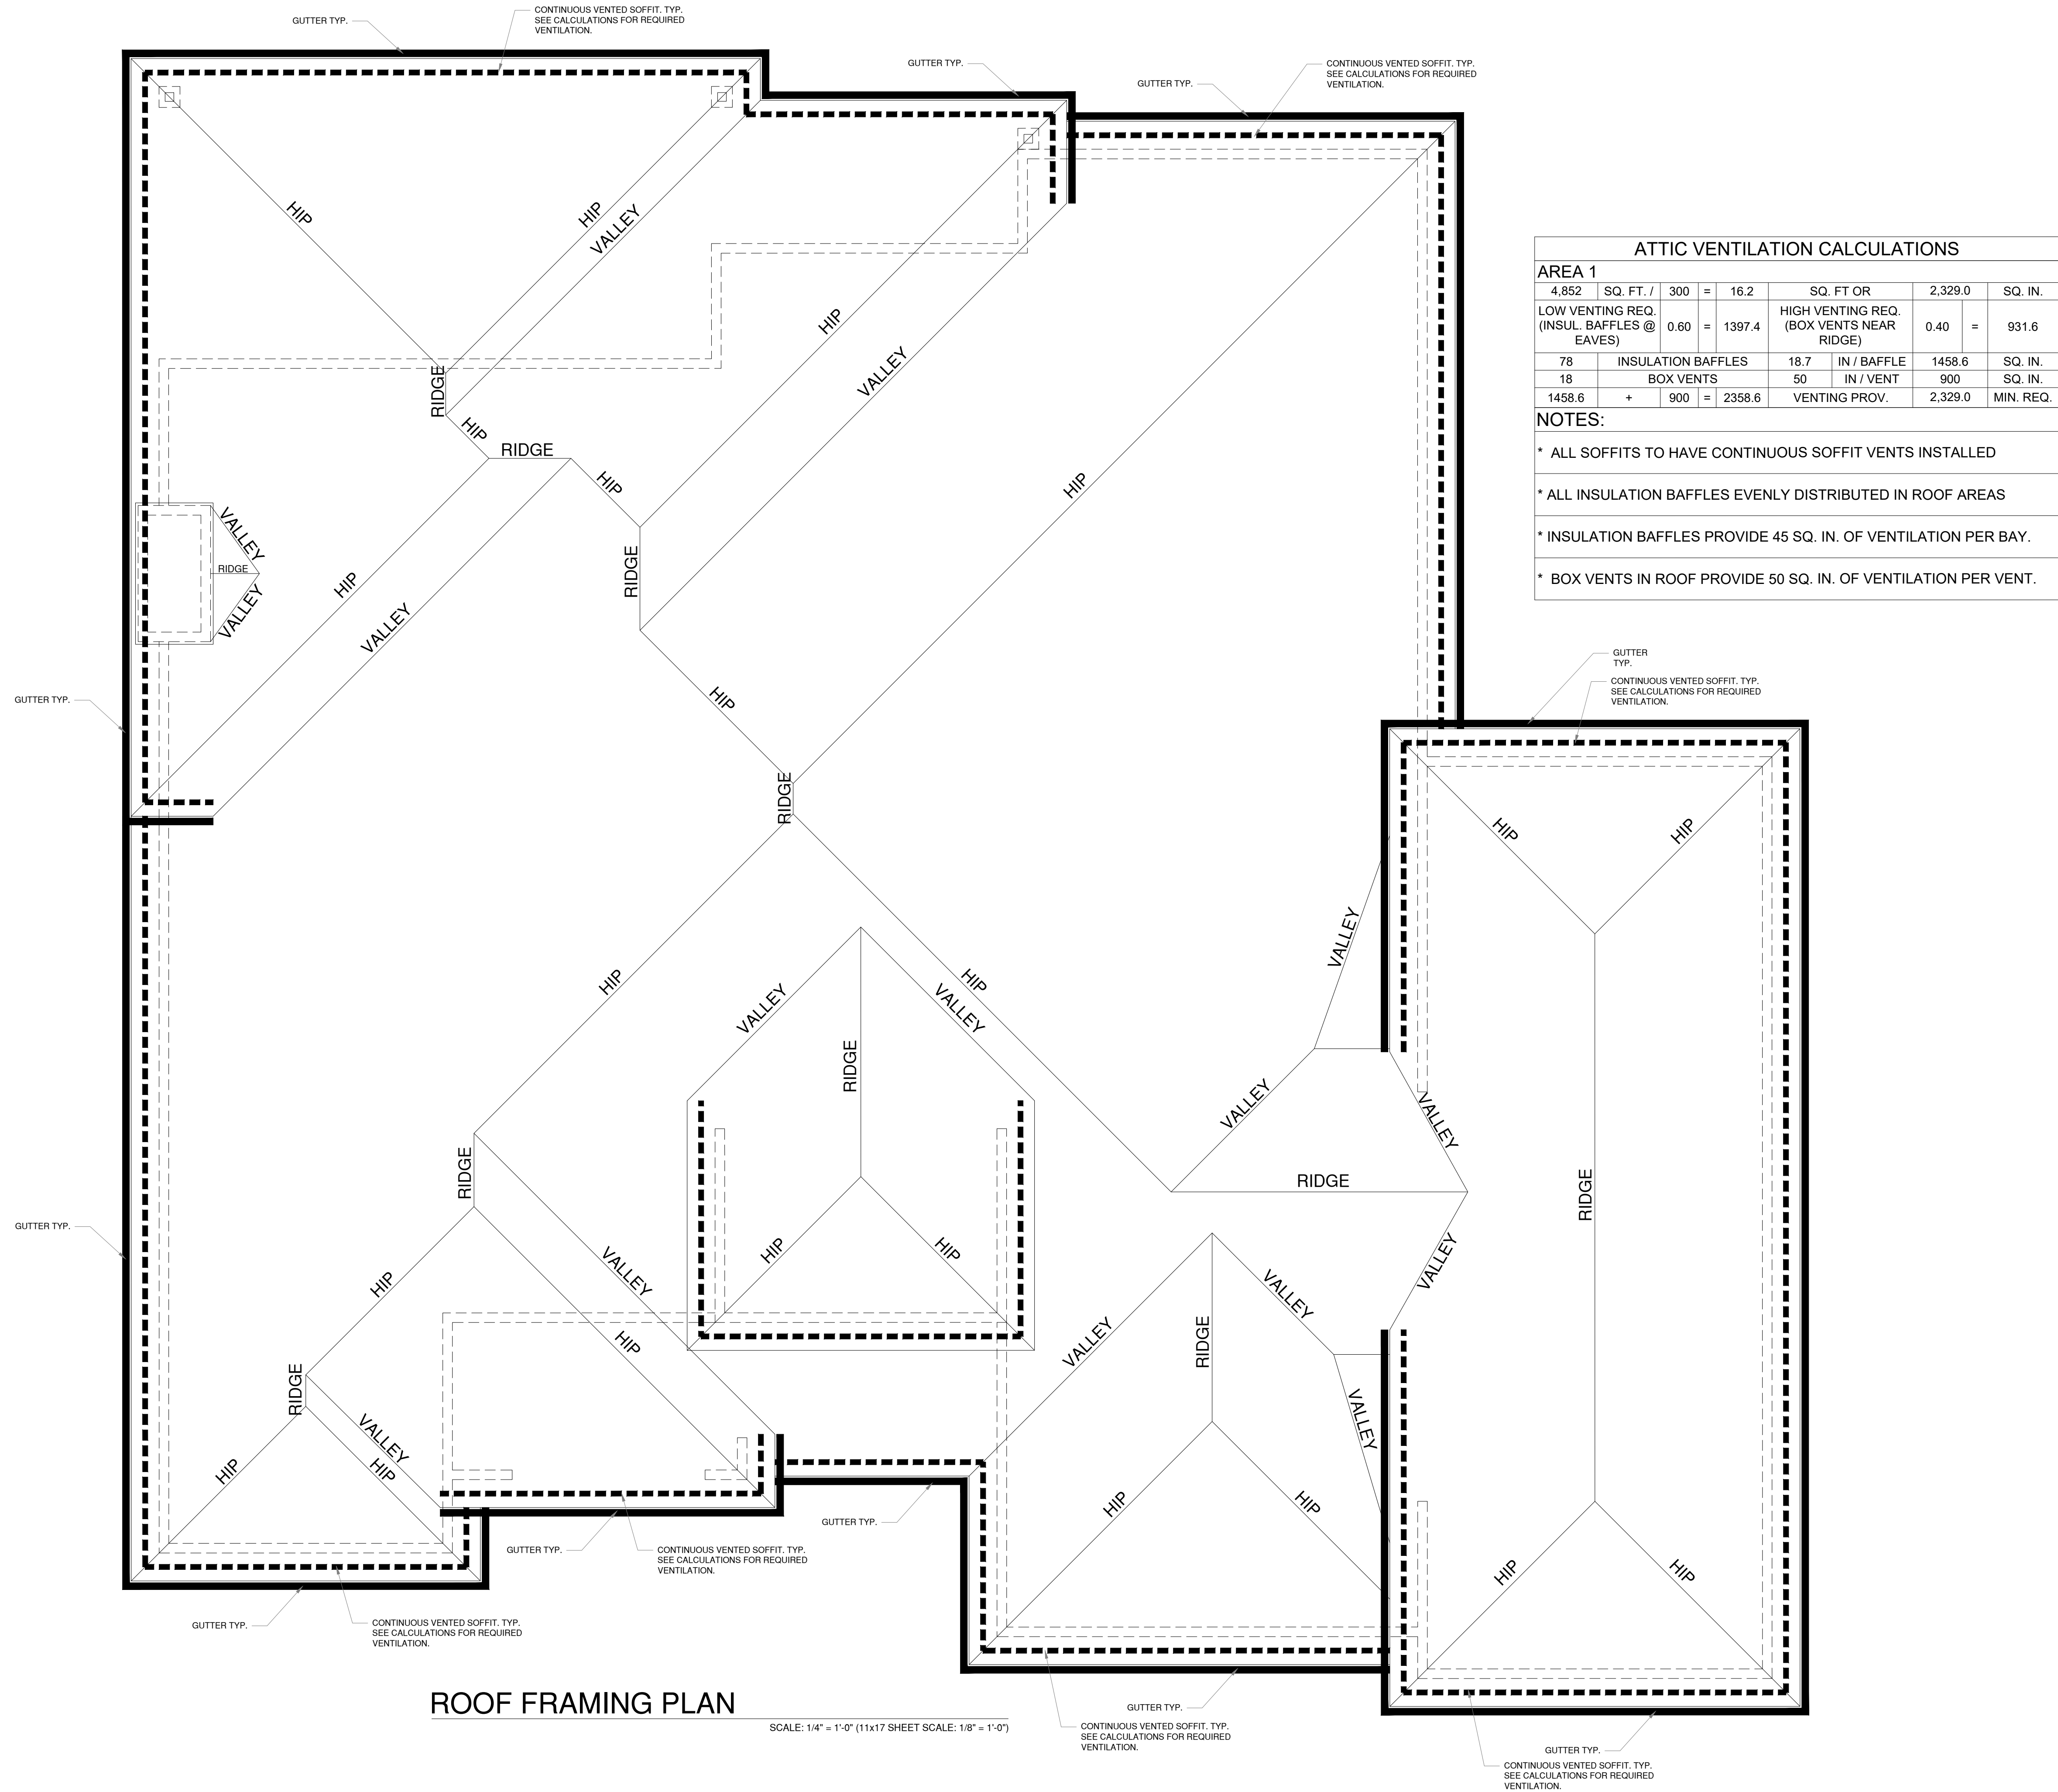 CONTINUOUS VENTED SOFFIT. TYP.
SEE CALCULATIONS FOR REQUIRED
VENTILATION.
GUTTER TYP.
GUTTER TYP.
CONTINUOUS VENTED SOFFIT. TYP.
SEE CALCULATIONS FOR REQUIRED
VENTILATION.
GUTTER TYP.
HIP
HIP
VALLEY
HIP
VALLEY
RIDGE
HIP
RIDGE
HIP
HIP
VALLEY
RIDGE
VALLEY
RIDGE
HIP
VALLEY
HIP
VALLEY
HIP
RIDGE
ATTIC VENTILATION CALCULATIONS
AREA 1
4,852 SQ. FT. / 300 = 16.2 SQ. FT OR 2,329.0 SQ. IN.
LOW VENTING REQ.
(INSUL. BAFFLES @
EAVES)
0.60 = 1397.4
HIGH VENTING REQ.
(BOX VENTS NEAR
RIDGE)
0.40 = 931.6
78 INSULATION BAFFLES 18.7 IN / BAFFLE 1458.6 SQ. IN.
18 BOX VENTS 50 IN / VENT 900 SQ. IN.
1458.6 + 900 = 2358.6 VENTING PROV. 2,329.0 MIN. REQ.
NOTES:
* ALL SOFFITS TO HAVE CONTINUOUS SOFFIT VENTS INSTALLED
* ALL INSULATION BAFFLES EVENLY DISTRIBUTED IN ROOF AREAS
* INSULATION BAFFLES PROVIDE 45 SQ. IN. OF VENTILATION PER BAY.
* BOX VENTS IN ROOF PROVIDE 50 SQ. IN. OF VENTILATION PER VENT.
GUTTER
TYP.
CONTINUOUS VENTED SOFFIT. TYP.
SEE CALCULATIONS FOR REQUIRED
VENTILATION.
GUTTER TYP.
HIP
HIP
VALLEY
HIP
HIP
VALLEY
VALLEY
RIDGE
VALLEY
VALLEY
RIDGE
RIDGE
RIDGE
GUTTER TYP.
HIP
HIP
VALLEY
HIP
HIP
VALLEY
VALLEY
VALLEY
RIDGE
RIDGE
VALLEY
HIP
HIP
VALLEY
HIP
HIP
HIP
HIP
GUTTER TYP.
GUTTER TYP.
CONTINUOUS VENTED SOFFIT. TYP.
SEE CALCULATIONS FOR REQUIRED
VENTILATION.
GUTTER TYP.
CONTINUOUS VENTED SOFFIT. TYP.
SEE CALCULATIONS FOR REQUIRED
VENTILATION.
GUTTER TYP.
CONTINUOUS VENTED SOFFIT. TYP.
SEE CALCULATIONS FOR REQUIRED
VENTILATION.
GUTTER TYP.
CONTINUOUS VENTED SOFFIT. TYP.
SEE CALCULATIONS FOR REQUIRED
VENTILATION.
ROOF FRAMING PLAN
SCALE: 1/4" = 1'-0" (11x17 SHEET SCALE: 1/8" = 1'-0")